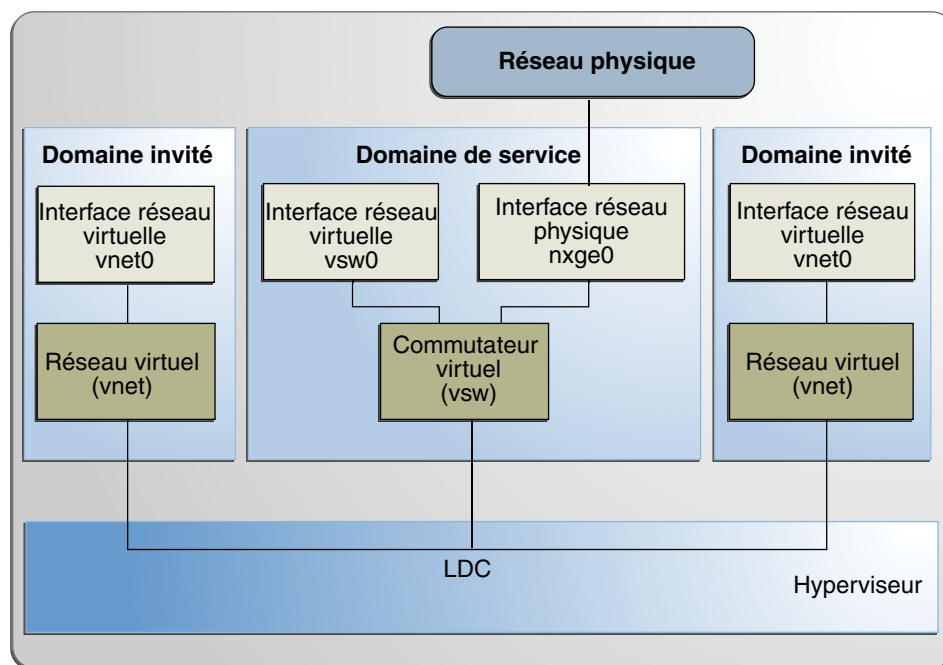 Réseau physique
Domaine invité
Interface réseau
virtuelle
vnet0
Réseau virtuel
(vnet)
Domaine de service
Interface réseau
virtuelle
vsw0
Interface réseau
physique
nxge0
Commutateur
virtuel
(vsw)
Domaine invité
Interface réseau
virtuelle
vnet0
Réseau virtuel
(vnet)
LDC
Hyperviseur